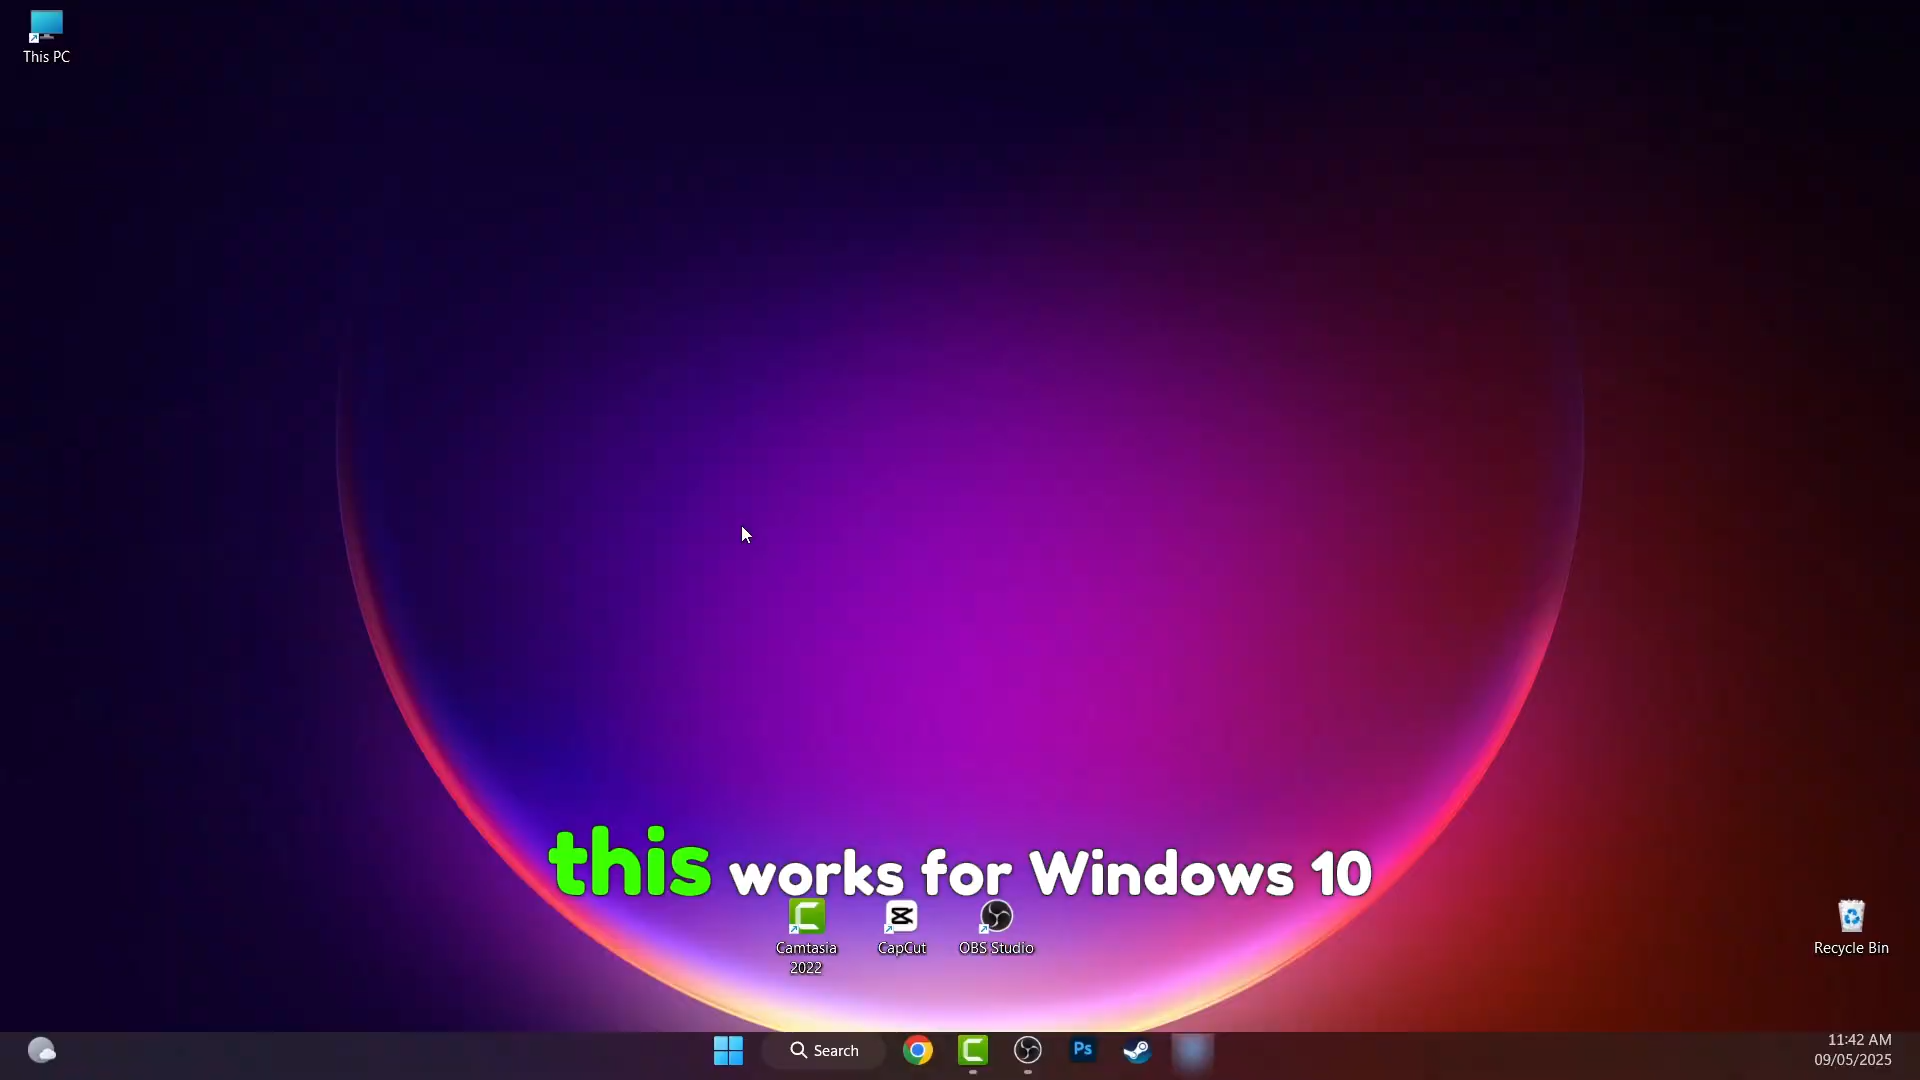 This PC
this works for Windows 10
Camtasia 2022
CapCut
OBS Studio
Recycle Bin
Search
Ps
11:42 AM
09/05/2025